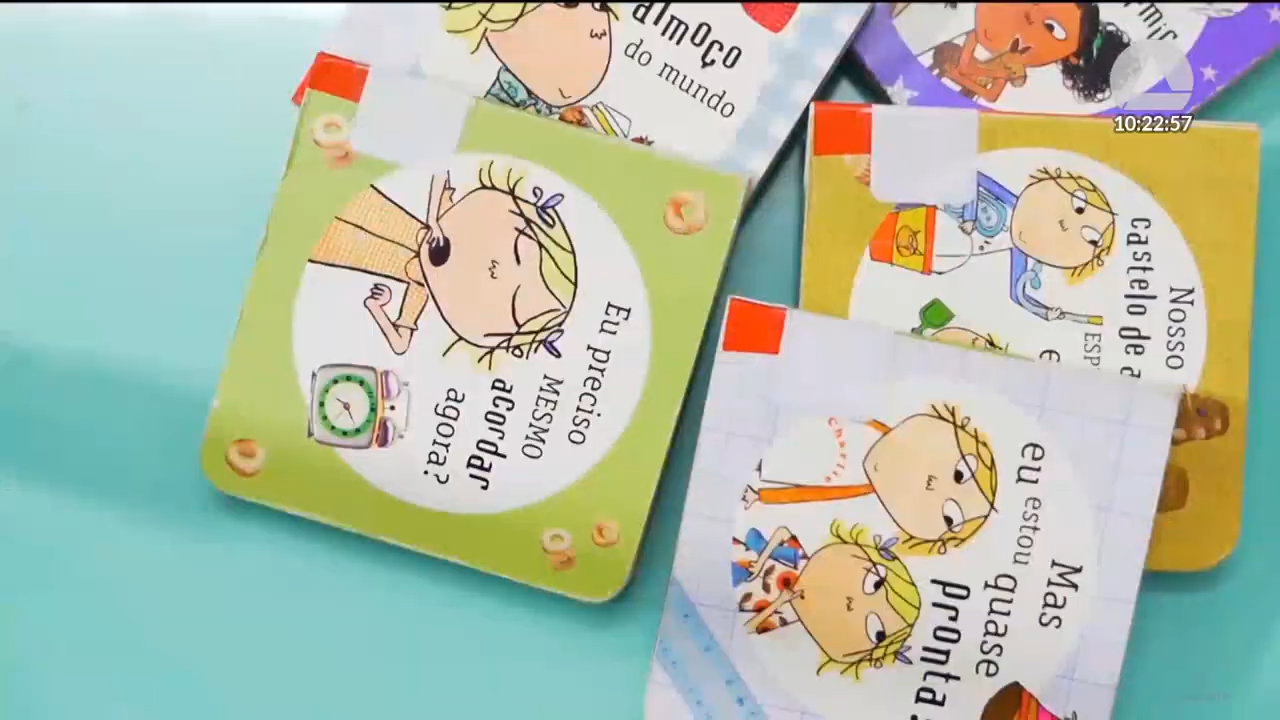 almoço
do mundo
10:22:57
Eu preciso
MESMO
acordar
agora?
Nosso
castelo de
charlie
Mas
eu estou quase
pronta